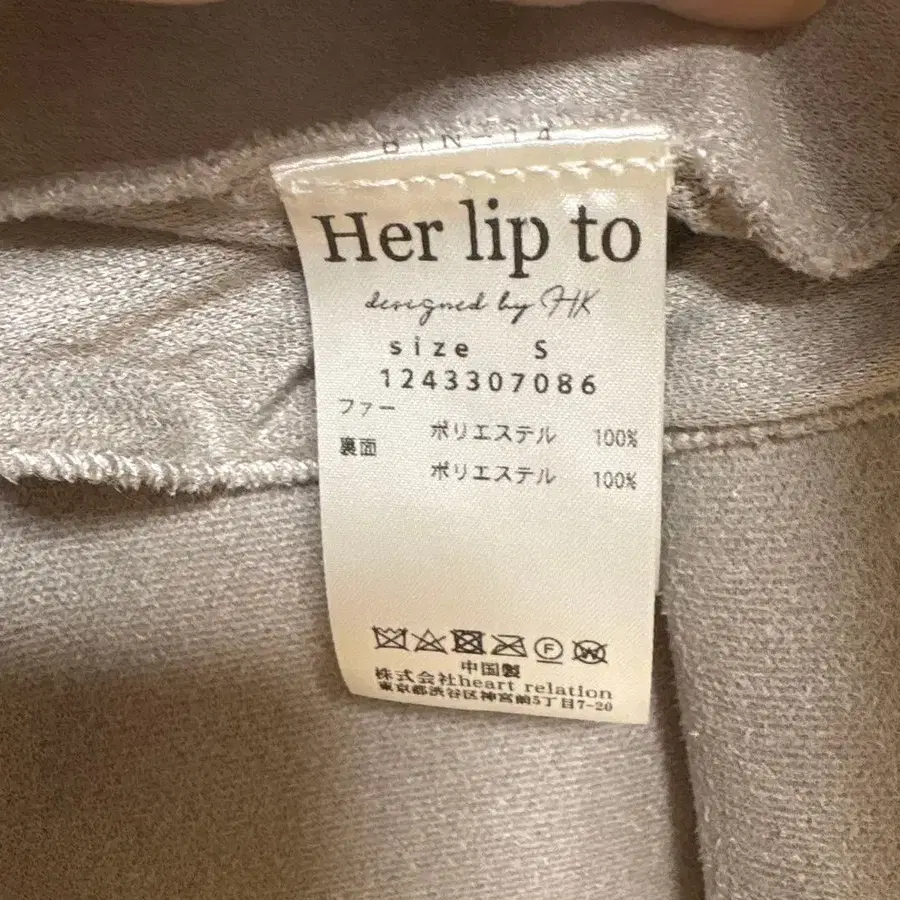 BIN-14
Her lip to
designed by HK
size S
1243307086
ファー
ポリエステル 100%
裏面
ポリエステル 100%
F W
中国製
株式会社heart relation
東京都渋谷区神宮前5丁目7-20